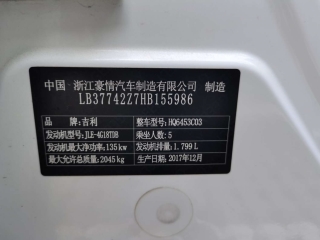 中国 浙江豪情汽车制造有限公司 制造
LB37742Z7HB155986
品牌：吉利 整车型号：HQ6453C03
发动机型号：JLE-4G18TDB 乘坐人数：5
发动机最大净功率：135kw 发动机排量：1.799L
最大允许总质量：2045kg 生产日期：2017年12月